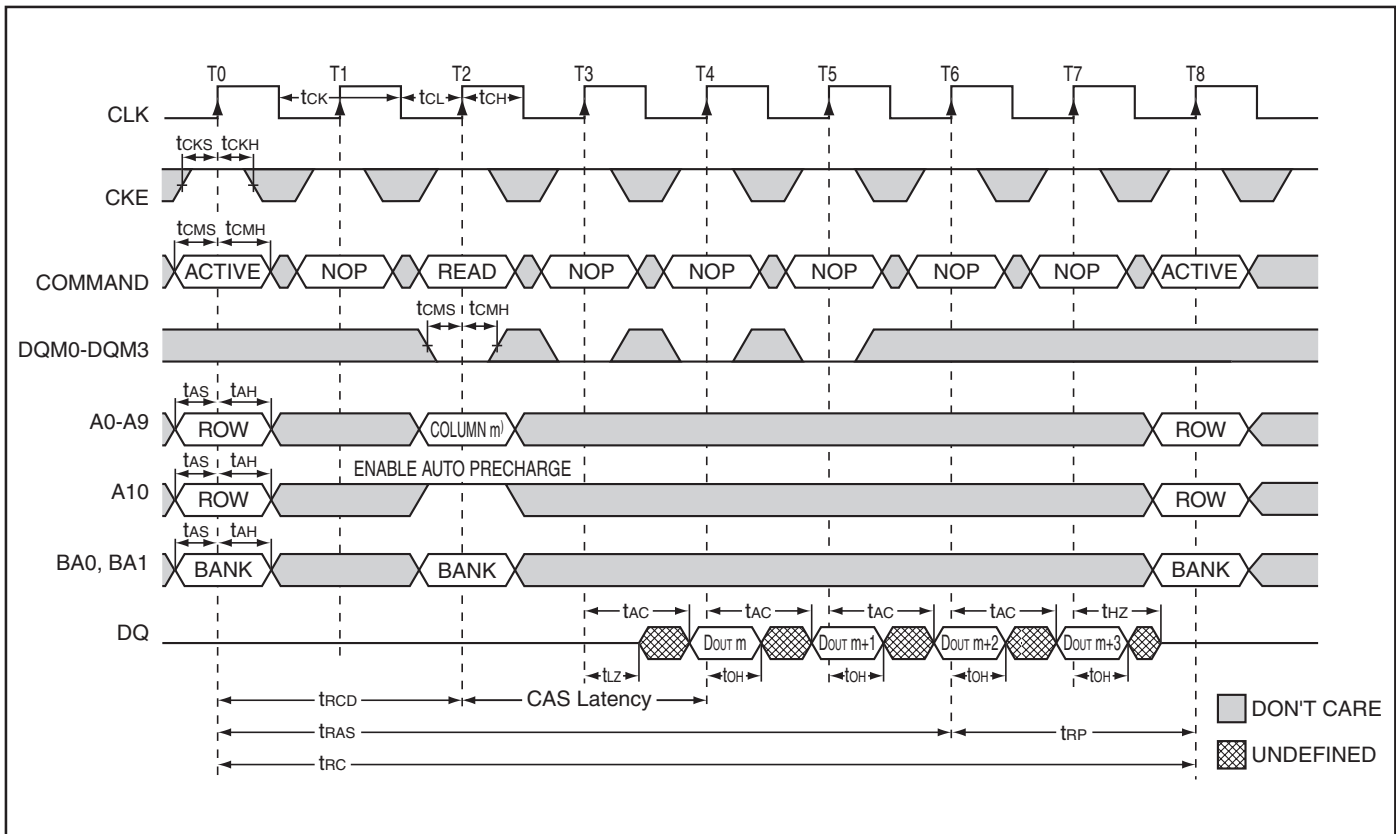 T0 T1 T2 T3 T4 T5 T6 T7 T8
CLK tCK tCL tCH
tCKS tCKH
CKE
tCMS tCMH
COMMAND ACTIVE NOP READ NOP NOP NOP NOP NOP ACTIVE
tCMS tCMH
DQM0-DQM3
tAS tAH
A0-A9 ROW COLUMN m) ROW
tAS tAH ENABLE AUTO PRECHARGE
A10 ROW ROW
tAS tAH
BA0, BA1 BANK BANK BANK
tAC tAC tAC tAC tHZ
DQ DOUT m DOUT m+1 DOUT m+2 DOUT m+3
tLZ tOH tOH tOH tOH
tRCD CAS Latency
DON'T CARE
tRAS tRP
UNDEFINED
tRC